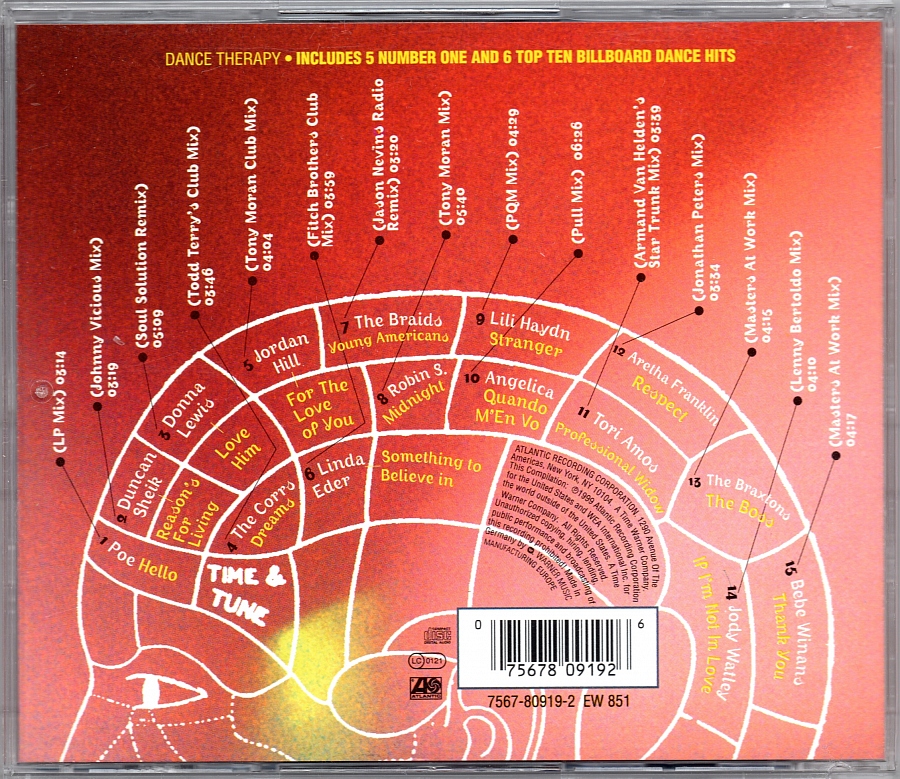 DANCE THERAPY • INCLUDES 5 NUMBER ONE AND 6 TOP TEN BILLBOARD DANCE HITS
(LP Mix) 03:14
(Johnny Vicious Mix)
03:19
(Soul Solution Remix)
03:09
(Todd Terry's Club Mix)
03:46
(Tony Moran Club Mix)
04:04
(Fitch Brothers Club
Mix) 03:59
(Jason Nevins Radio
Remix) 03:20
(Tony Moran Mix)
05:40
(PQM Mix) 04:29
(Pull Mix) 06:26
(Armand Van Helden's
Star Trunk Mix) 03:39
(Jonathan Peters Mix)
03:34
(Masters At Work Mix)
04:15
(Lenny Bertoldo Mix)
04:10
(Masters At Work Mix)
04:17
1 Poe Hello
2 Duncan
Sheik
Reason's
For
Living
3 Donna
Lewis
Love
Him
4 The Corrs
Dreams
5 Jordan
Hill
For The
Love
of You
6 Linda
Eder
Something to
Believe in
7 The Braids
Young Americans
8 Robin S.
Midnight
9 Lili Haydn
Stranger
10 Angelica
Quando
M'En Vo
11 Tori Amos
Professional Widow
12 Aretha Franklin
Respect
13 The Braxtons
The Boss
14 Jody Watley
If I'm Not In Love
15 Bebe Winans
Thank You
TIME &
TUNE
ATLANTIC RECORDING CORPORATION, 1290 Avenue Of The
Americas, New York, NY, 10104. A Time Warner Company.
This Compilation: ℗1999 Atlantic Recording Corporation
for the United States and WEA International Inc. for
the world outside of the United States. A Time
Warner Company. All Rights Reserved.
Unauthorized copying, hiring, lending,
public performance and broadcasting of
this recording prohibited! Made in
Germany by WARNER MUSIC
MANUFACTURING EUROPE
COMPACT
disc
DIGITAL AUDIO
LC 0121
ATLANTIC
0 75678 09192 6
7567-80919-2 EW 851